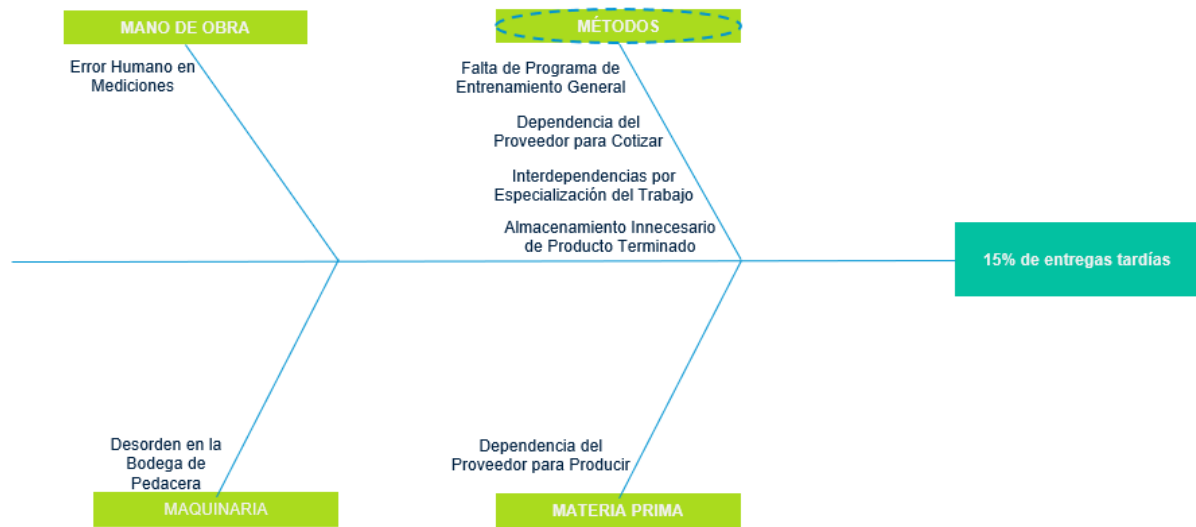 MANO DE OBRA
Error Humano en
Mediciones
MÉTODOS
Falta de Programa de
Entrenamiento General
Dependencia del
Proveedor para Cotizar
Interdependencias por
Especialización del Trabajo
Almacenamiento Innecesario
de Producto Terminado
15% de entregas tardías
Desorden en la
Bodega de
Pedacera
MAQUINARIA
Dependencia del
Proveedor para Producir
MATERIA PRIMA